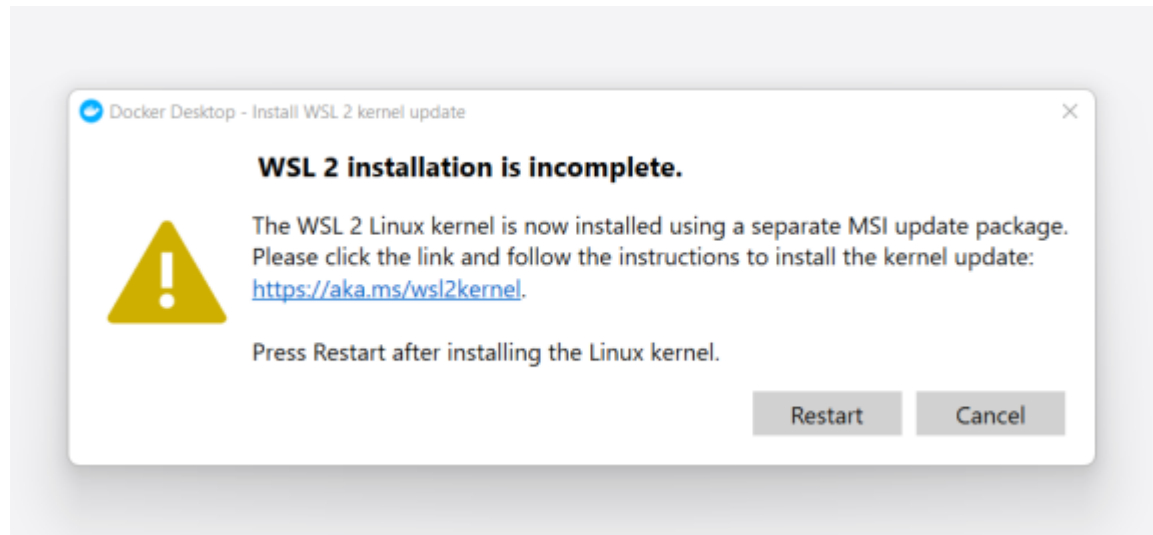 Docker Desktop - Install WSL 2 kernel update
WSL 2 installation is incomplete.
The WSL 2 Linux kernel is now installed using a separate MSI update package.
Please click the link and follow the instructions to install the kernel update:
https://aka.ms/wsl2kernel.
Press Restart after installing the Linux kernel.
Restart Cancel